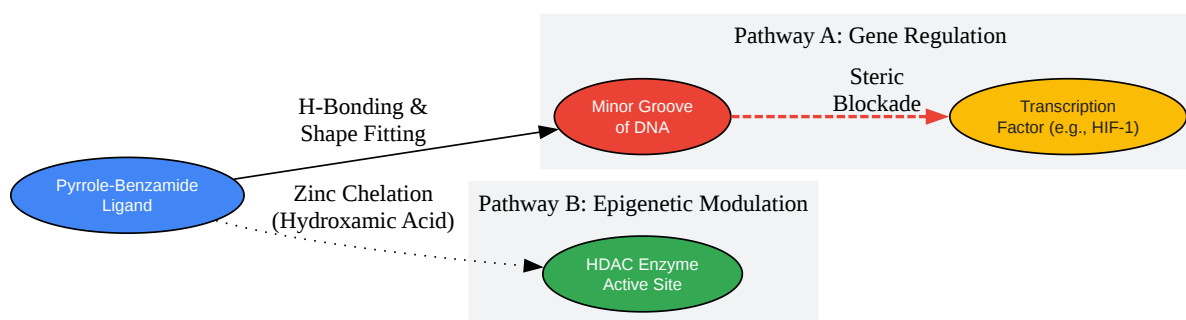 Pathway A: Gene Regulation
H-Bonding &
Shape Fitting
Minor Groove
of DNA
Steric
Blockade
Transcription
Factor (e.g., HIF-1)
Pyrrole-Benzamide
Ligand
Zinc Chelation
(Hydroxamic Acid)
Pathway B: Epigenetic Modulation
HDAC Enzyme
Active Site